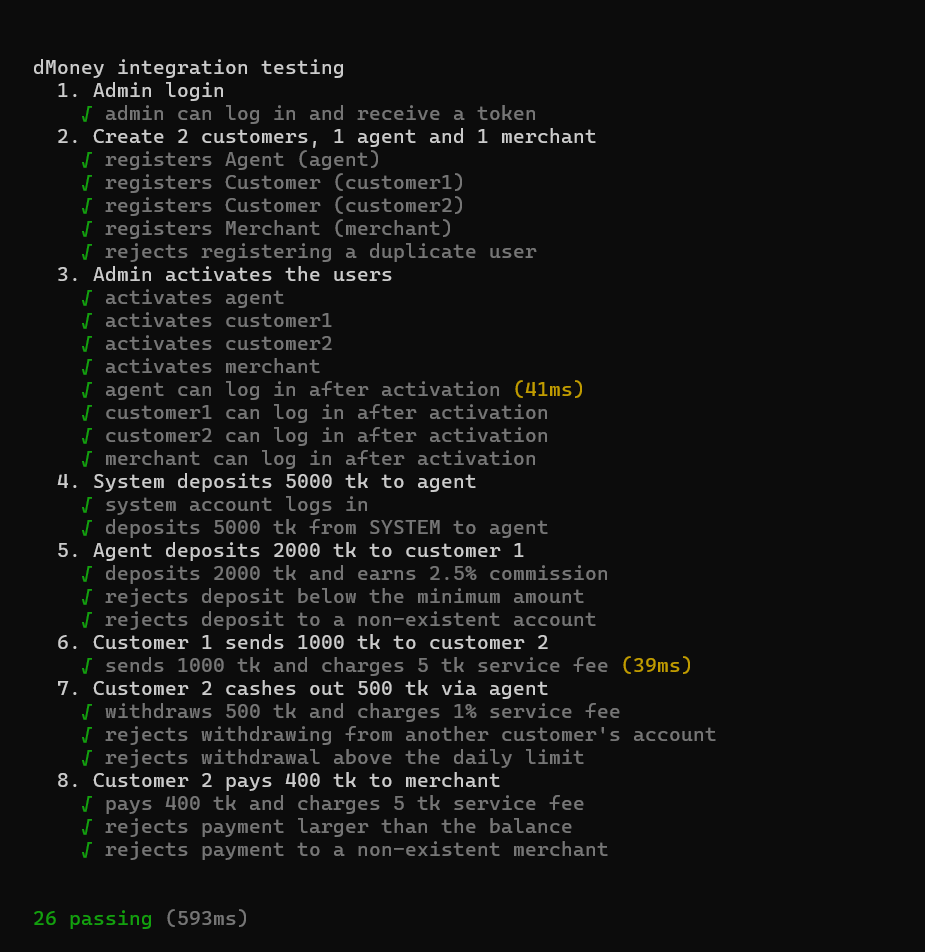 dMoney integration testing
1. Admin login
√ admin can log in and receive a token
2. Create 2 customers, 1 agent and 1 merchant
√ registers Agent (agent)
√ registers Customer (customer1)
√ registers Customer (customer2)
√ registers Merchant (merchant)
√ rejects registering a duplicate user
3. Admin activates the users
√ activates agent
√ activates customer1
√ activates customer2
√ activates merchant
√ agent can log in after activation (41ms)
√ customer1 can log in after activation
√ customer2 can log in after activation
√ merchant can log in after activation
4. System deposits 5000 tk to agent
√ system account logs in
√ deposits 5000 tk from SYSTEM to agent
5. Agent deposits 2000 tk to customer 1
√ deposits 2000 tk and earns 2.5% commission
√ rejects deposit below the minimum amount
√ rejects deposit to a non-existent account
6. Customer 1 sends 1000 tk to customer 2
√ sends 1000 tk and charges 5 tk service fee (39ms)
7. Customer 2 cashes out 500 tk via agent
√ withdraws 500 tk and charges 1% service fee
√ rejects withdrawing from another customer's account
√ rejects withdrawal above the daily limit
8. Customer 2 pays 400 tk to merchant
√ pays 400 tk and charges 5 tk service fee
√ rejects payment larger than the balance
√ rejects payment to a non-existent merchant
26 passing (593ms)